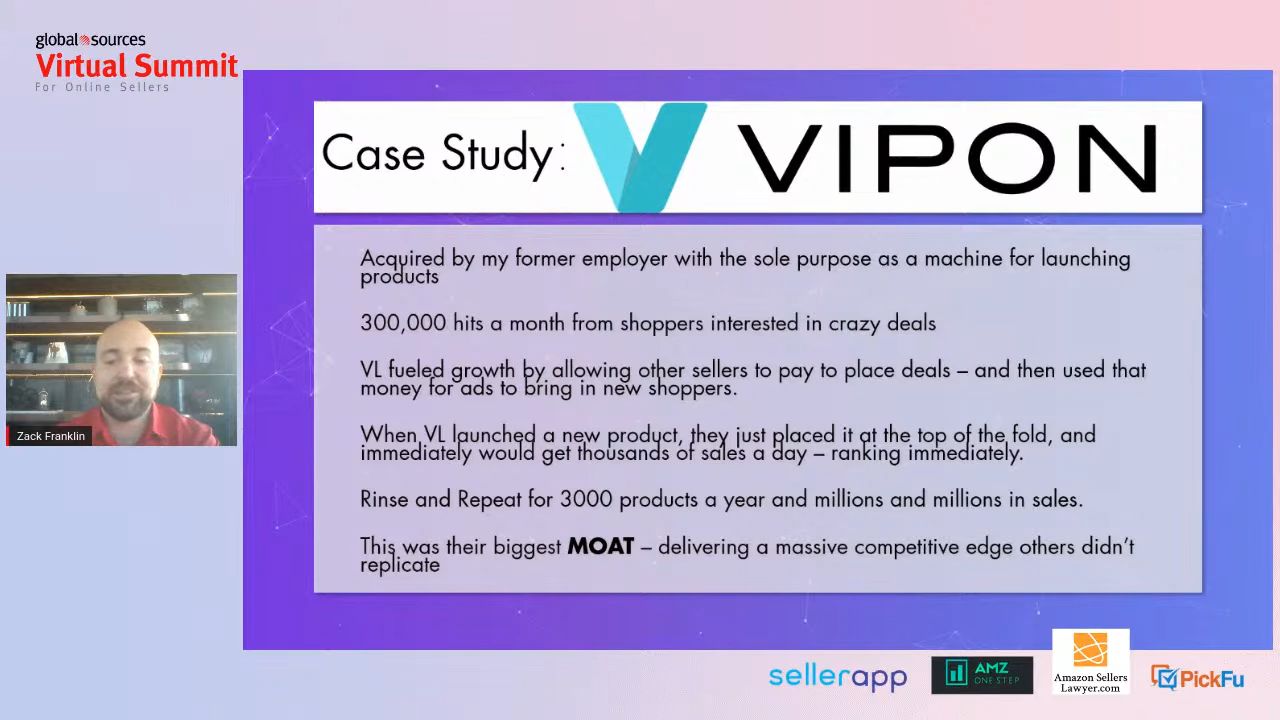 global sources
Virtual Summit
For Online Sellers
Case Study:
VIPON
Acquired by my former employer with the sole purpose as a machine for launching
products
300,000 hits a month from shoppers interested in crazy deals
VL fueled growth by allowing other sellers to pay to place deals – and then used that
money for ads to bring in new shoppers.
When VL launched a new product, they just placed it at the top of the fold, and
immediately would get thousands of sales a day – ranking immediately.
Rinse and Repeat for 3000 products a year and millions and millions in sales.
This was their biggest MOAT – delivering a massive competitive edge others didn't
replicate
Zack Franklin
sellerapp
AMZ
ONE STEP
Amazon Sellers
Lawyer.com
PickFu